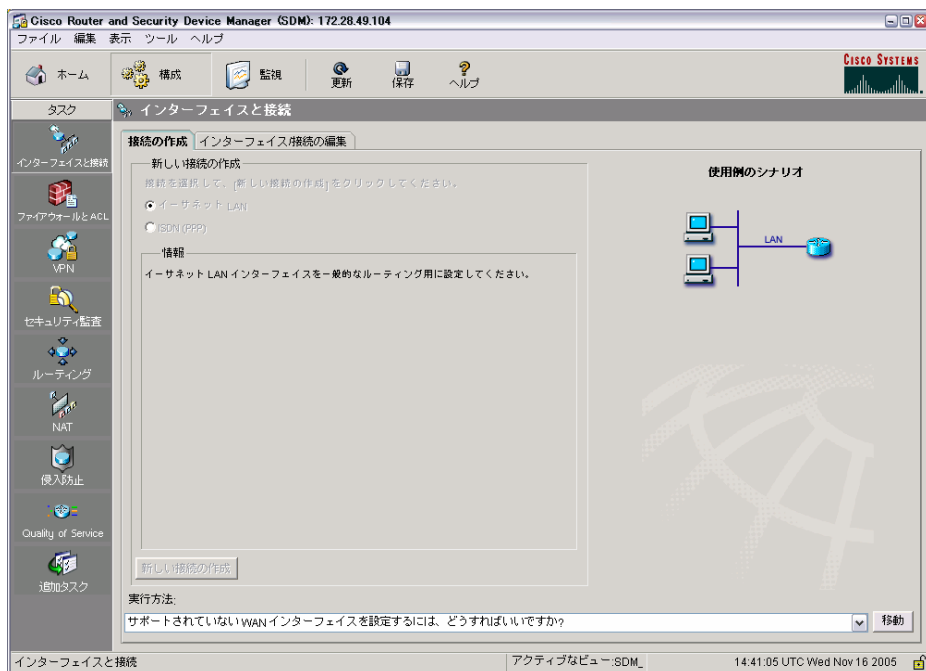 Cisco Router and Security Device Manager (SDM): 172.28.49.104
ファイル 編集 表示 ツール ヘルプ
ホーム 構成 監視 更新 保存 ヘルプ
CISCO SYSTEMS
タスク
インターフェイスと接続
インターフェイスと接続
ファイアウォールとACL
VPN
セキュリティ監査
ルーティング
NAT
侵入防止
Quality of Service
追加タスク
接続の作成 インターフェイス/接続の編集
新しい接続の作成
接続を選択して、[新しい接続の作成]をクリックしてください。
イーサネット LAN
ISDN (PPP)
情報
イーサネット LAN インターフェイスを一般的なルーティング用に設定してください。
新しい接続の作成
使用例のシナリオ
LAN
実行方法:
サポートされていない WAN インターフェイスを設定するには、どうすればいいですか?
移動
インターフェイスと接続
アクティブなビュー:SDM_
14:41:05 UTC Wed Nov 16 2005